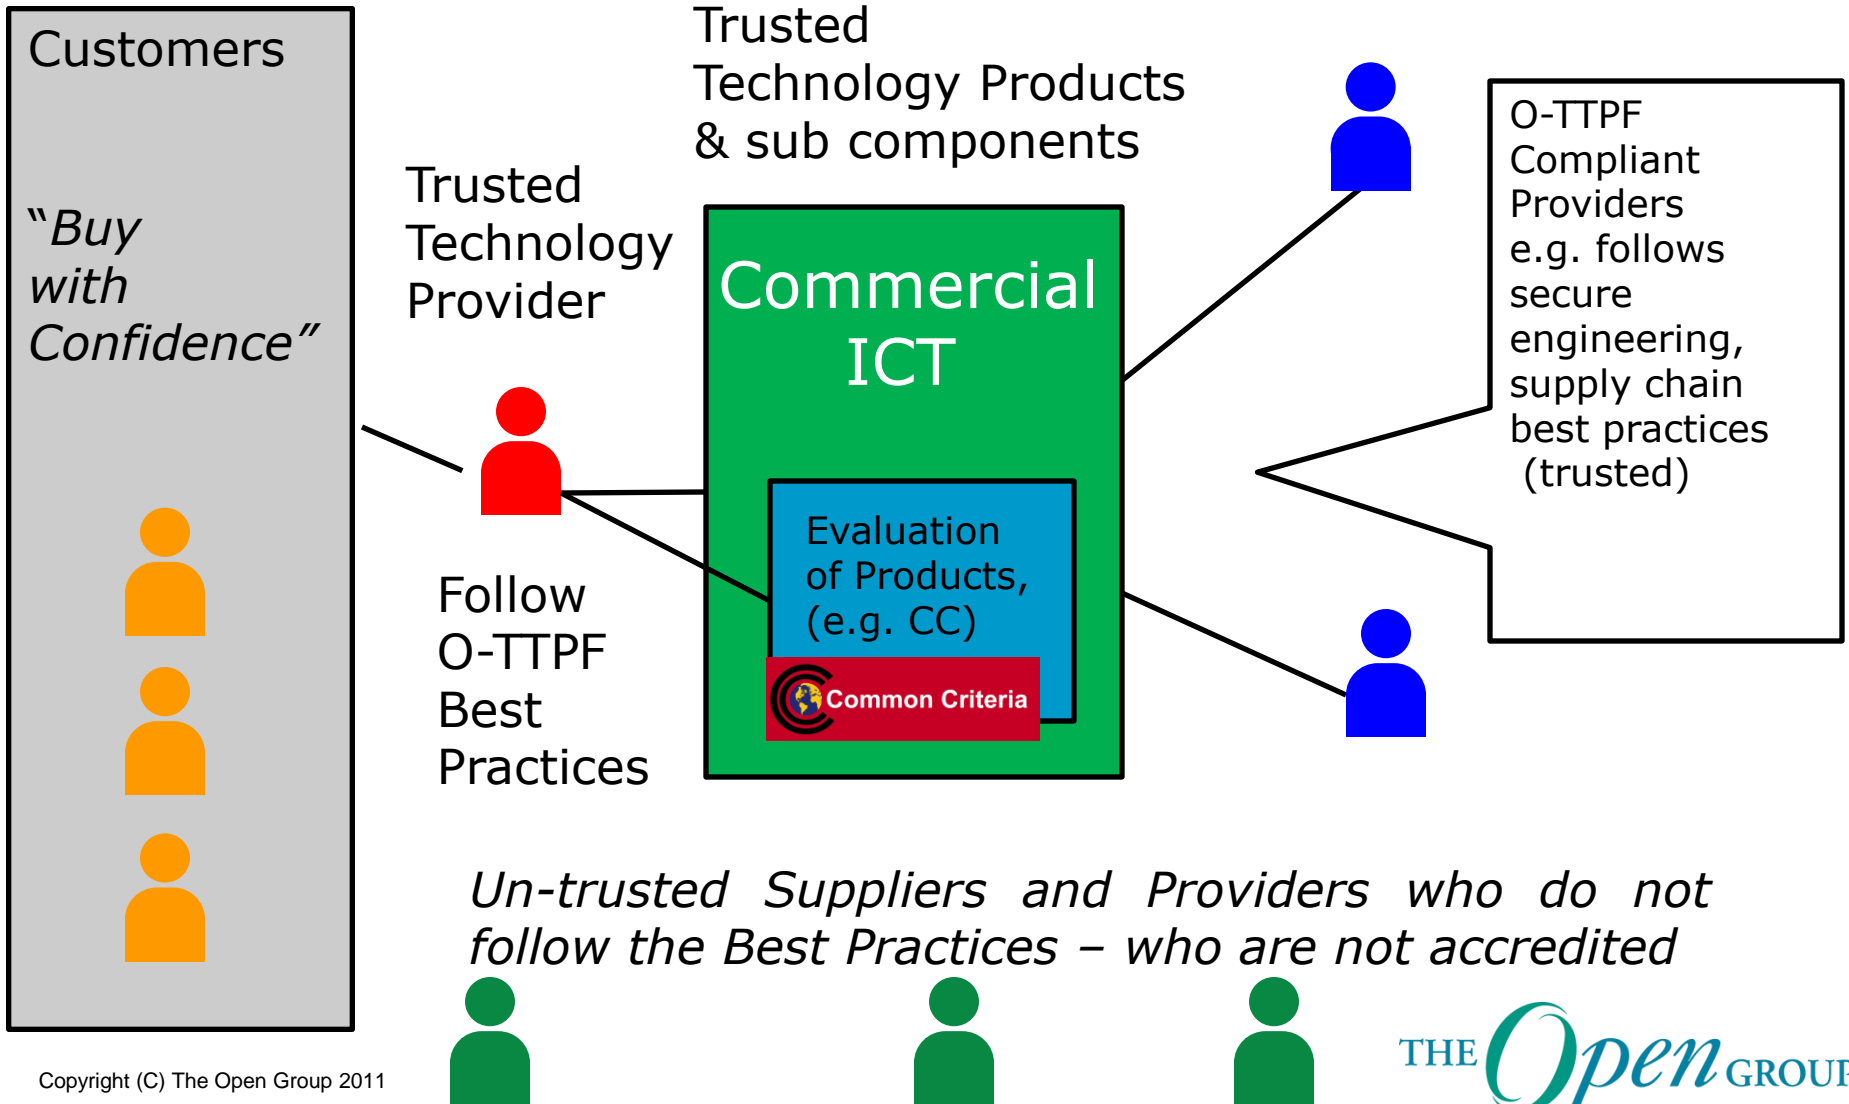 Customers
“Buy
with
Confidence”
Trusted
Technology
Provider
Follow
O-TTPF
Best
Practices
Trusted
Technology Products
& sub components
Commercial
ICT
Evaluation
of Products,
(e.g. CC)
Common Criteria
O-TTPF
Compliant
Providers
e.g. follows
secure
engineering,
supply chain
best practices
(trusted)
Un-trusted Suppliers and Providers who do not
follow the Best Practices – who are not accredited
Copyright (C) The Open Group 2011
THE Open GROUP